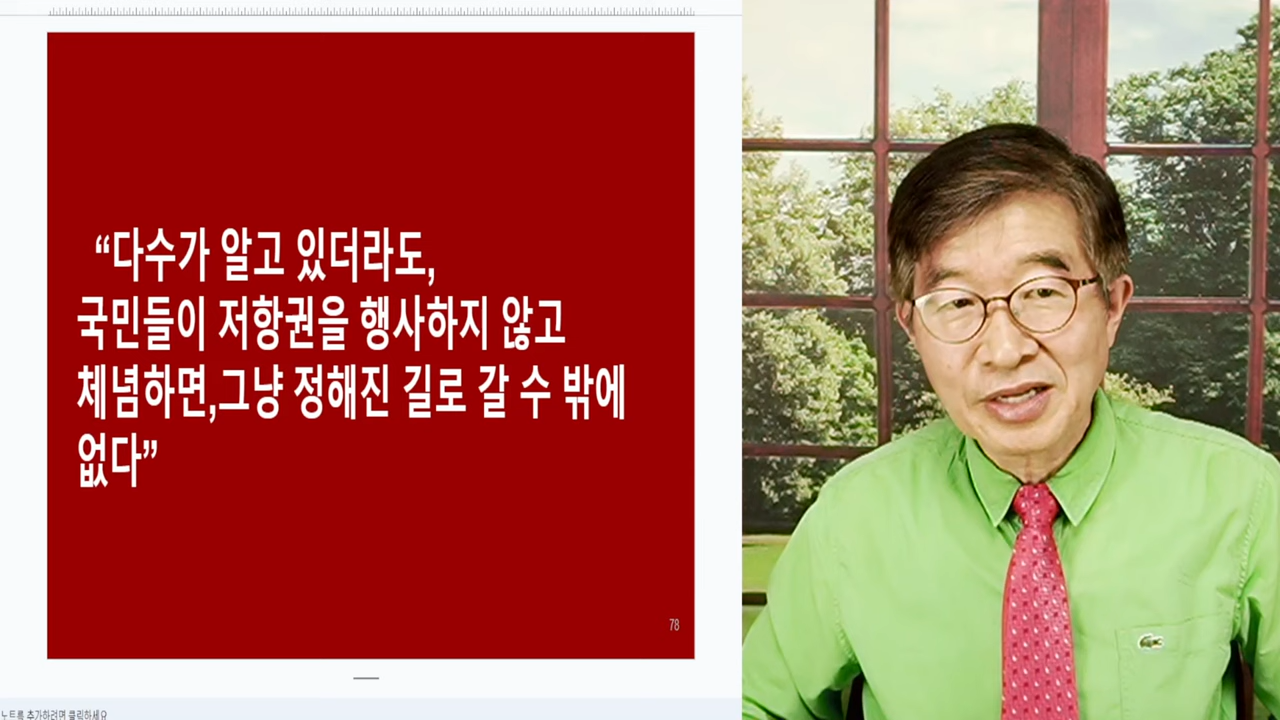 “다수가 알고 있더라도,
국민들이 저항권을 행사하지 않고
체념하면,그냥 정해진 길로 갈 수 밖에
없다”
78
노트를 추가하려면 클릭하세요